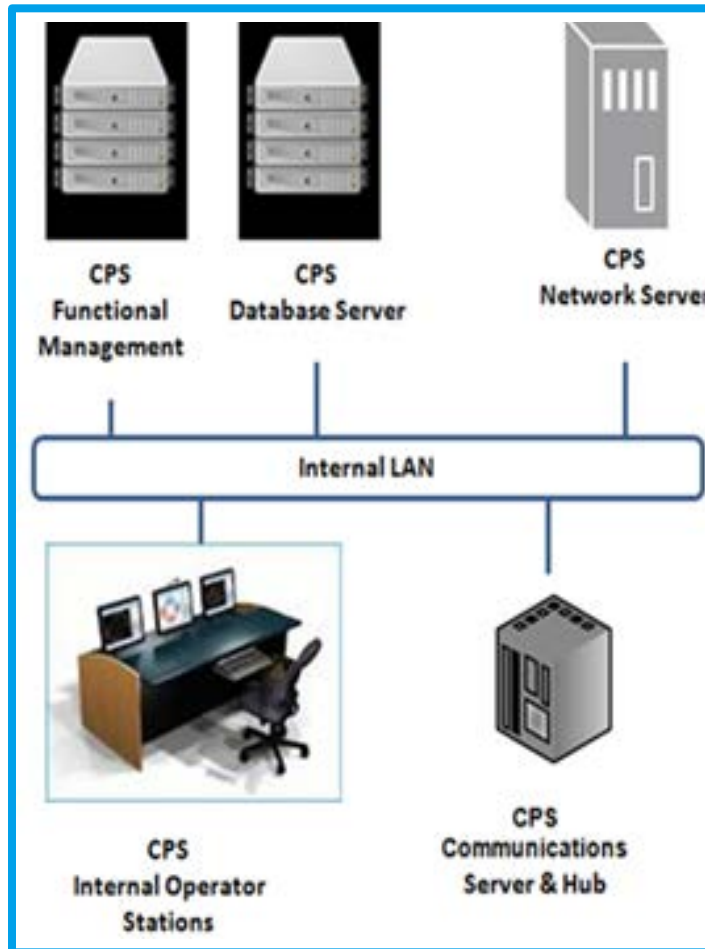 CPS
Functional
Management
CPS
Database Server
CPS
Network Server
Internal LAN
CPS
Internal Operator
Stations
CPS
Communications
Server & Hub